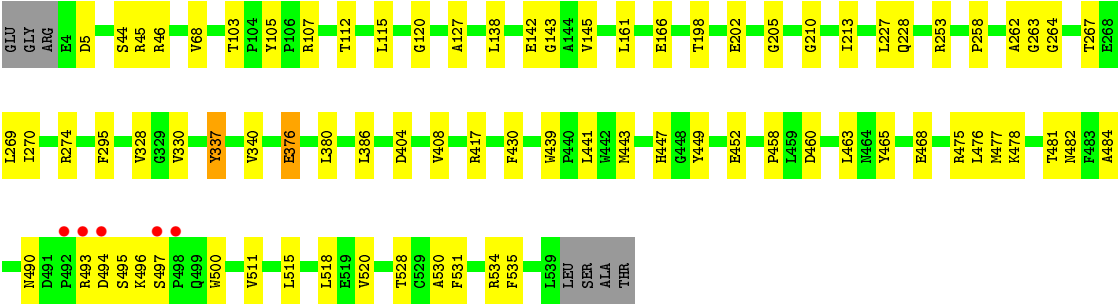 GLU GLY ARG E4 D5 S44 R45 R46 V68 T103 P104 Y105 P106 R107 T112 L115 G120 A127 L138 E142 G143 A144 V145 L161 E166 T198 E202 G205 G210 I213 L227 Q228 R253 P258 A262 G263 G264 T267 E268
L269 I270 R274 F295 V328 G329 V330 Y337 V340 E376 L380 L386 D404 V408 R417 F430 W439 P440 L441 W442 M443 H447 G448 Y449 E452 P458 L459 D460 L463 N464 Y465 E468 R475 L476 M477 K478 T481 N482 F483 A484
N490 D491 P492 R493 D494 S495 K496 S497 P498 Q499 W500 V511 L515 L518 E519 V520 T528 C529 A530 F531 R534 F535 L539 LEU SER ALA THR